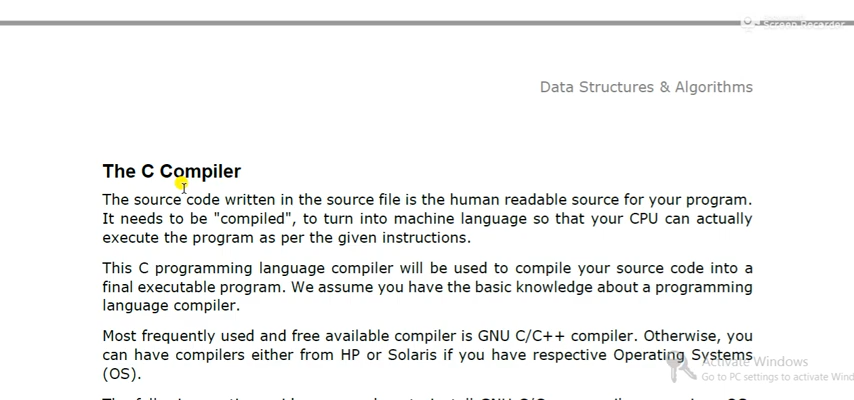 Screen Recorder
Data Structures & Algorithms
The C Compiler
The source code written in the source file is the human readable source for your program.
It needs to be "compiled", to turn into machine language so that your CPU can actually
execute the program as per the given instructions.
This C programming language compiler will be used to compile your source code into a
final executable program. We assume you have the basic knowledge about a programming
language compiler.
Most frequently used and free available compiler is GNU C/C++ compiler. Otherwise, you
can have compilers either from HP or Solaris if you have respective Operating Systems
(OS).
Activate Windows
Go to PC settings to activate Wind